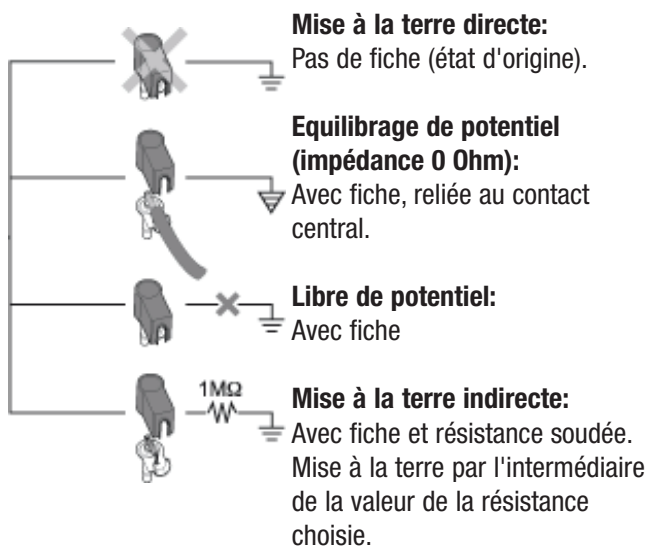 Mise à la terre directe:
Pas de fiche (état d'origine).
Equilibrage de potentiel
(impédance 0 Ohm):
Avec fiche, reliée au contact
central.
Libre de potentiel:
Avec fiche
1MΩ
Mise à la terre indirecte:
Avec fiche et résistance soudée.
Mise à la terre par l'intermédiaire
de la valeur de la résistance
choisie.